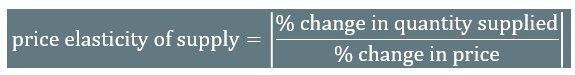 price elasticity of supply = |% change in quantity supplied / % change in price|